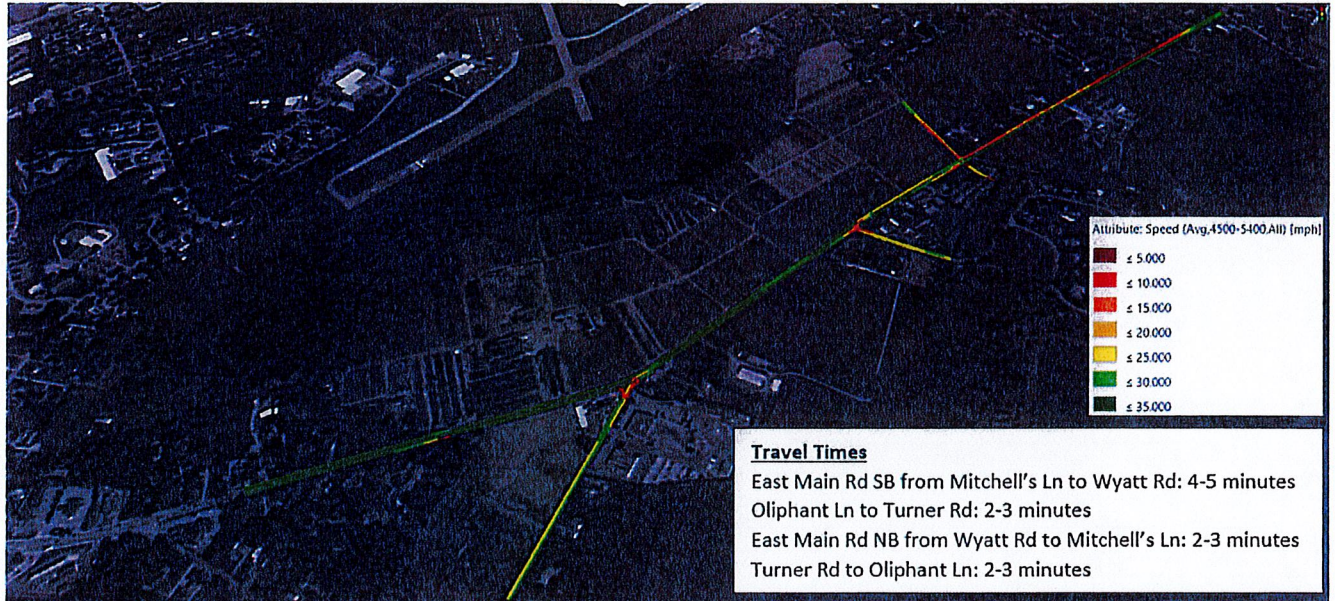 Attribute: Speed (Avg,4500-5400,All) [mph]
≤ 5.000
≤ 10.000
≤ 15.000
≤ 20.000
≤ 25.000
≤ 30.000
≤ 35.000
Travel Times
East Main Rd SB from Mitchell's Ln to Wyatt Rd: 4-5 minutes
Oliphant Ln to Turner Rd: 2-3 minutes
East Main Rd NB from Wyatt Rd to Mitchell's Ln: 2-3 minutes
Turner Rd to Oliphant Ln: 2-3 minutes